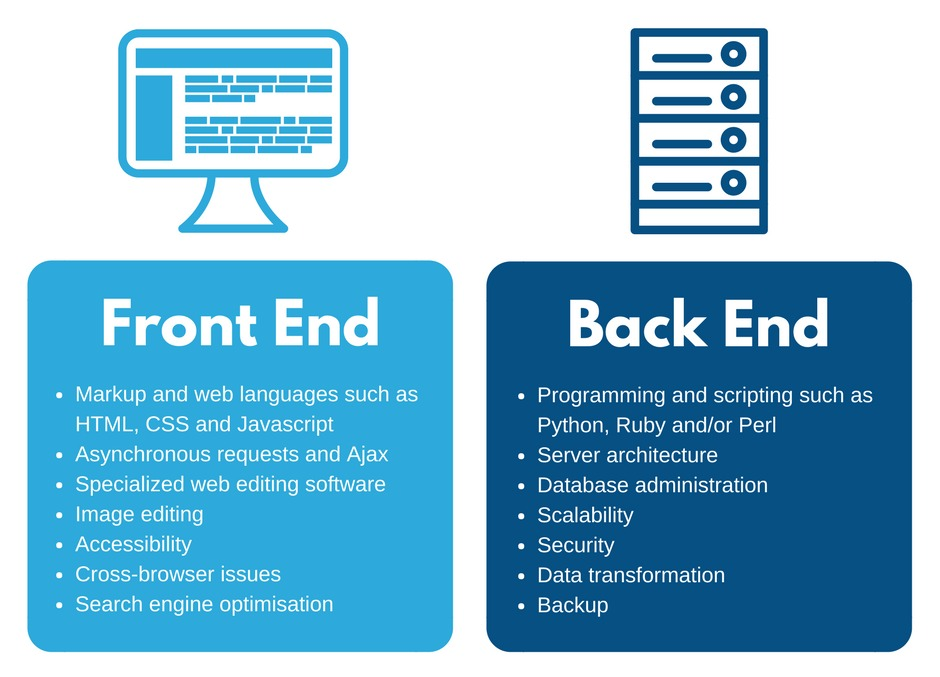 Front End
• Markup and web languages such as
HTML, CSS and Javascript
• Asynchronous requests and Ajax
• Specialized web editing software
• Image editing
• Accessibility
• Cross-browser issues
• Search engine optimisation
Back End
• Programming and scripting such as
Python, Ruby and/or Perl
• Server architecture
• Database administration
• Scalability
• Security
• Data transformation
• Backup